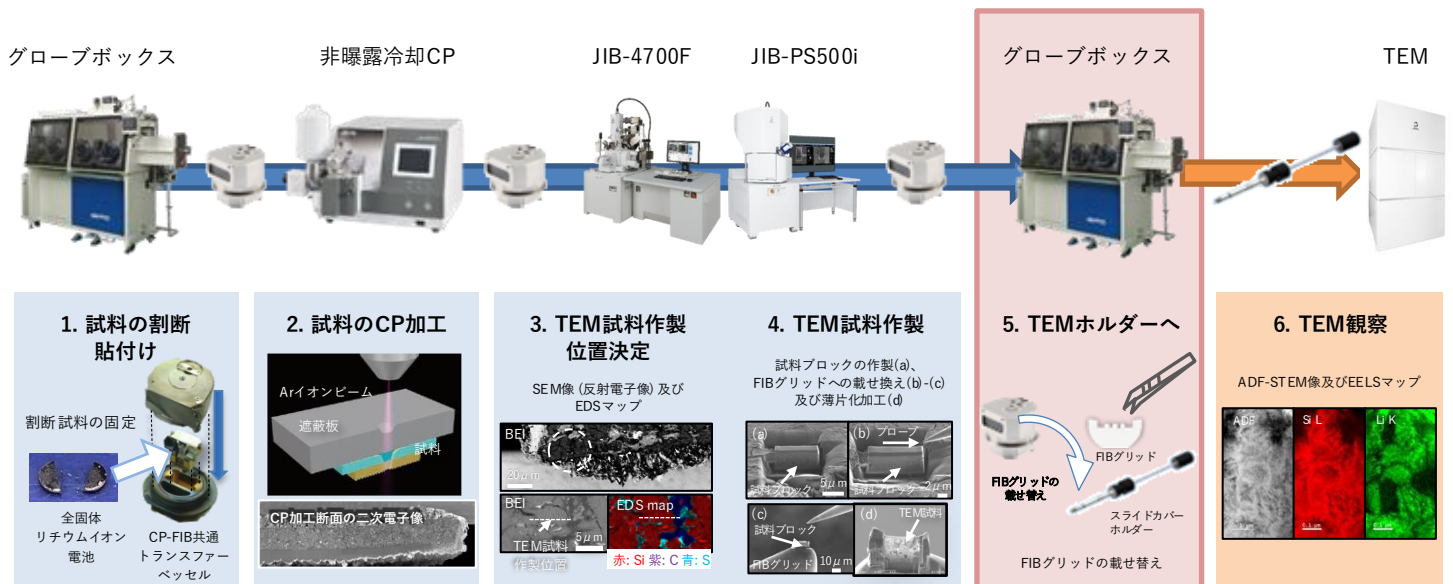 グローブボックス
非曝露冷却CP
JIB-4700F
JIB-PS500i
グローブボックス
TEM
1. 試料の割断
貼付け
割断試料の固定
全固体
リチウムイオン
電池
CP-FIB共通
トランスファー
ベッセル
2. 試料のCP加工
Arイオンビーム
遮蔽板
試料
CP加工断面の二次電子像
3. TEM試料作製
位置決定
SEM像 (反射電子像) 及び
EDSマップ
BEI
20μm
BEI
5μm
TEM試料
作製位置
EDS map
赤: Si 紫: C 青: S
4. TEM試料作製
試料ブロックの作製(a)、
FIBグリッドへの載せ換え(b)-(c)
及び薄片化加工(d)
(a)
試料ブロック
5μm
(b)
プローブ
試料ブロック
2μm
(c)
試料ブロック
FIBグリッド
10μm
(d)
TEM試料
5. TEMホルダーへ
FIBグリッド
FIBグリッドの
載せ替え
スライドカバー
ホルダー
FIBグリッドの載せ替え
6. TEM観察
ADF-STEM像及びEELSマップ
ADF
Si L
Li K